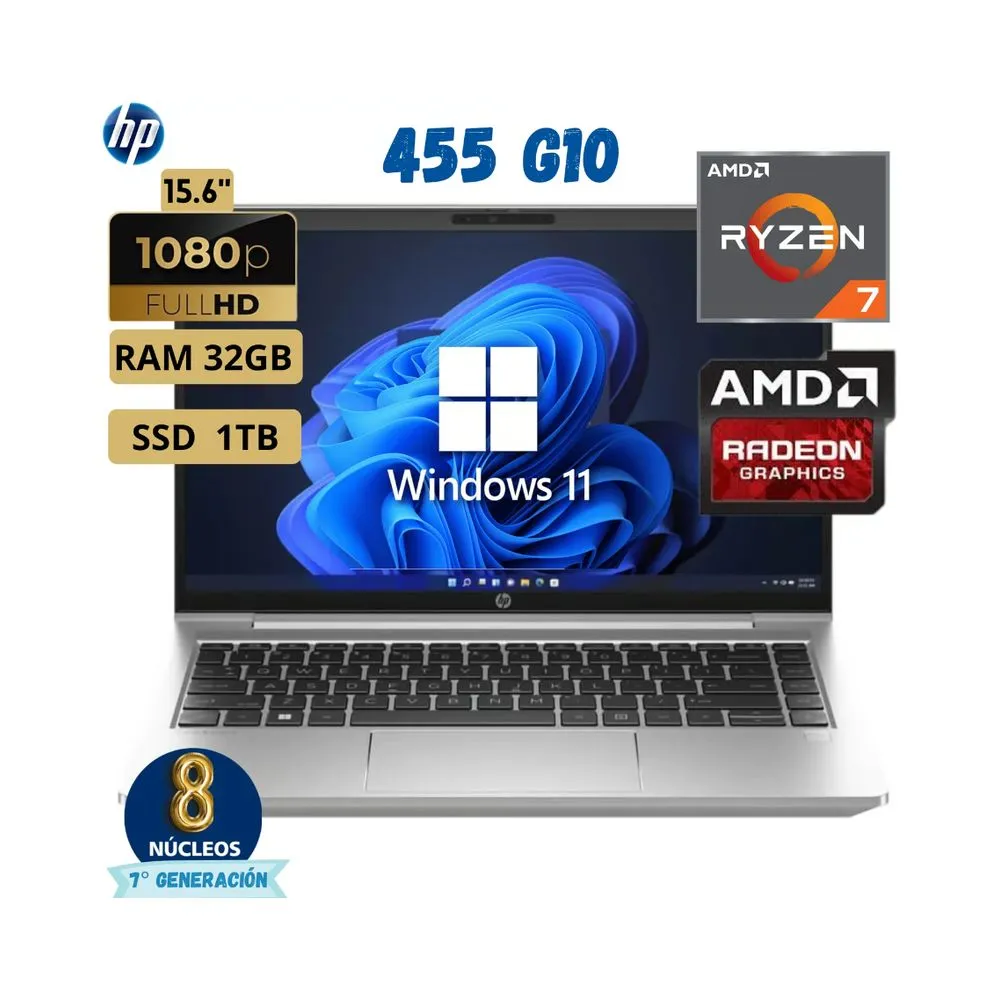 hp
455 G10
15.6"
1080p
FULLHD
RAM 32GB
SSD 1TB
AMD
RYZEN
7
AMD
RADEON
GRAPHICS
Windows 11
hp
8
NÚCLEOS
7° GENERACIÓN